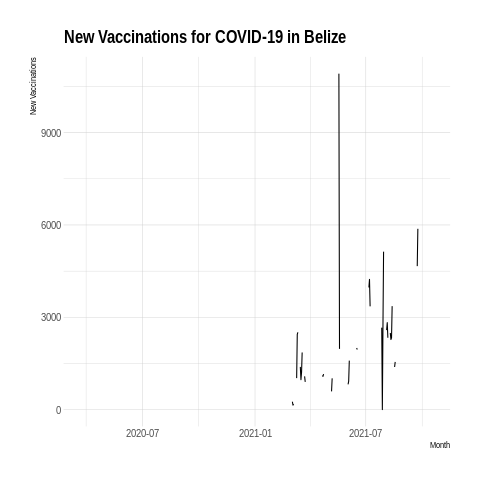 New Vaccinations for COVID-19 in Belize
New Vaccinations
9000
6000
3000
0
2020-07
2021-01
2021-07
Month